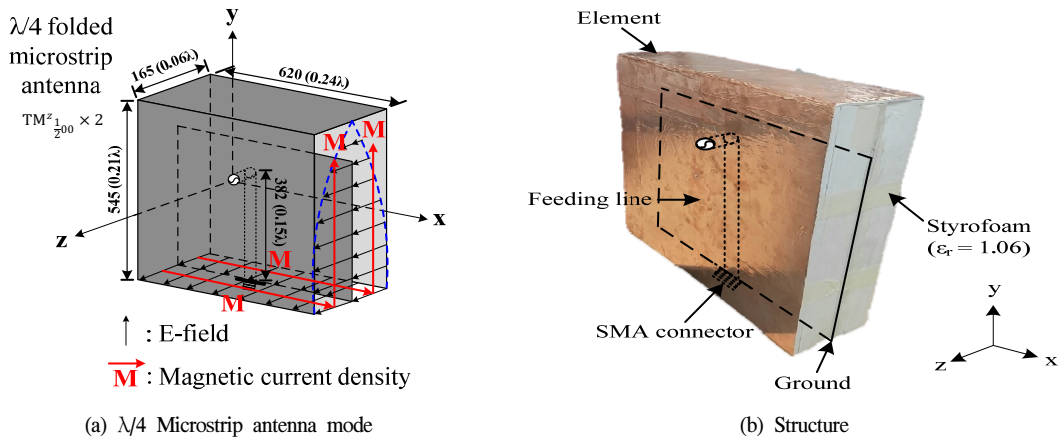 λ/4 folded
microstrip
antenna
TMᶻ½00 × 2
y
165 (0.06λ)
620 (0.24λ)
545 (0.21λ)
382 (0.15λ)
M
M
M
M
x
z
: E-field
M : Magnetic current density
(a) λ/4 Microstrip antenna mode
Element
Feeding line
Styrofoam
(εr = 1.06)
SMA connector
Ground
y
z
x
(b) Structure